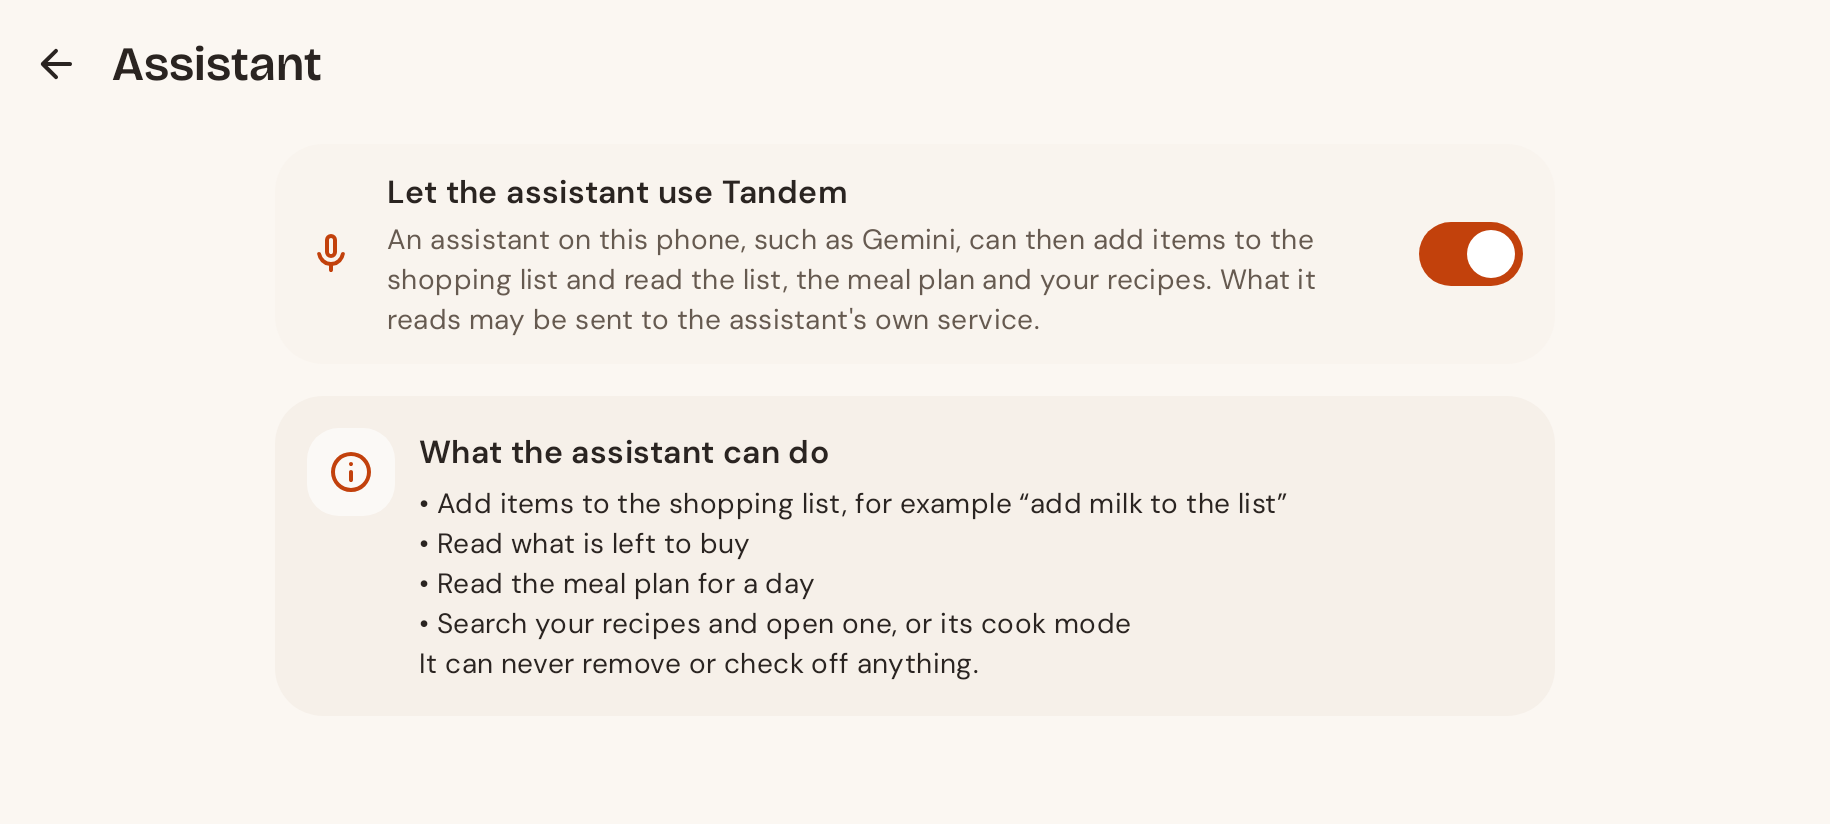 Assistant
Let the assistant use Tandem
An assistant on this phone, such as Gemini, can then add items to the
shopping list and read the list, the meal plan and your recipes. What it
reads may be sent to the assistant's own service.
What the assistant can do
• Add items to the shopping list, for example “add milk to the list”
• Read what is left to buy
• Read the meal plan for a day
• Search your recipes and open one, or its cook mode
It can never remove or check off anything.